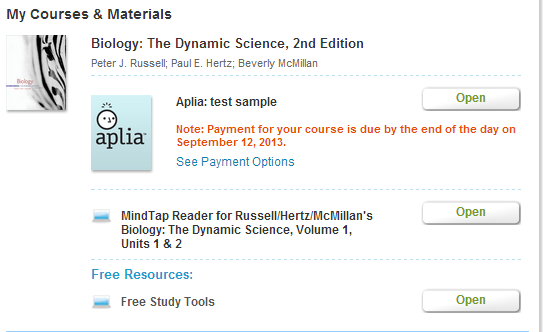 My Courses & Materials
Biology
Biology: The Dynamic Science, 2nd Edition
Peter J. Russell; Paul E. Hertz; Beverly McMillan
aplia
Aplia: test sample
Open
Note: Payment for your course is due by the end of the day on
September 12, 2013.
See Payment Options
MindTap Reader for Russell/Hertz/McMillan's
Biology: The Dynamic Science, Volume 1,
Units 1 & 2
Open
Free Resources:
Free Study Tools
Open